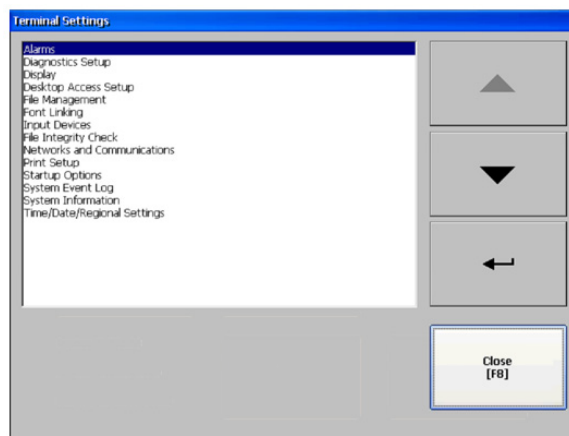 Terminal Settings
Alarms
Diagnostics Setup
Display
Desktop Access Setup
File Management
Font Linking
Input Devices
File Integrity Check
Networks and Communications
Print Setup
Startup Options
System Event Log
System Information
Time/Date/Regional Settings
Close
[F8]